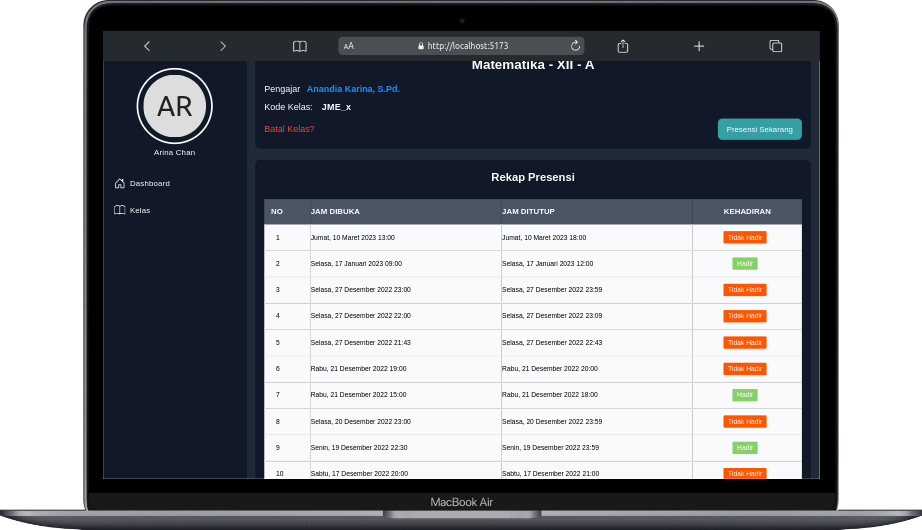 AA http://localhost:5173
AR
Arina Chan
Dashboard
Kelas
Matematika - XII - A
Pengajar Anandia Karina, S.Pd.
Kode Kelas: JME_x
Batal Kelas? Presensi Sekarang
Rekap Presensi
NO JAM DIBUKA JAM DITUTUP KEHADIRAN
1 Jumat, 10 Maret 2023 13:00 Jumat, 10 Maret 2023 18:00 Tidak Hadir
2 Selasa, 17 Januari 2023 09:00 Selasa, 17 Januari 2023 12:00 Hadir
3 Selasa, 27 Desember 2022 23:00 Selasa, 27 Desember 2022 23:59 Tidak Hadir
4 Selasa, 27 Desember 2022 22:00 Selasa, 27 Desember 2022 23:09 Tidak Hadir
5 Selasa, 27 Desember 2022 21:43 Selasa, 27 Desember 2022 22:43 Tidak Hadir
6 Rabu, 21 Desember 2022 19:00 Rabu, 21 Desember 2022 20:00 Tidak Hadir
7 Rabu, 21 Desember 2022 15:00 Rabu, 21 Desember 2022 18:00 Hadir
8 Selasa, 20 Desember 2022 23:00 Selasa, 20 Desember 2022 23:59 Tidak Hadir
9 Senin, 19 Desember 2022 22:30 Senin, 19 Desember 2022 23:59 Hadir
10 Sabtu, 17 Desember 2022 20:00 Sabtu, 17 Desember 2022 21:00 Tidak Hadir
MacBook Air